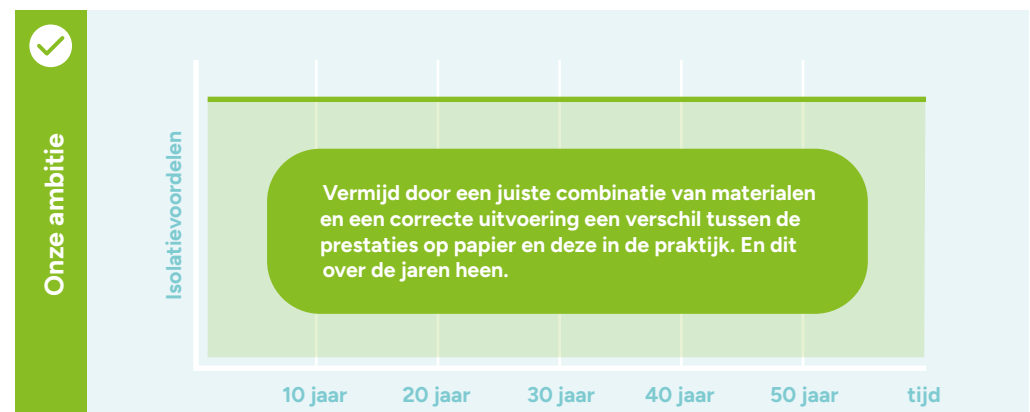 Onze ambitie
Isolatievoordelen
Vermijd door een juiste combinatie van materialen
en een correcte uitvoering een verschil tussen de
prestaties op papier en deze in de praktijk. En dit
over de jaren heen.
10 jaar 20 jaar 30 jaar 40 jaar 50 jaar tijd